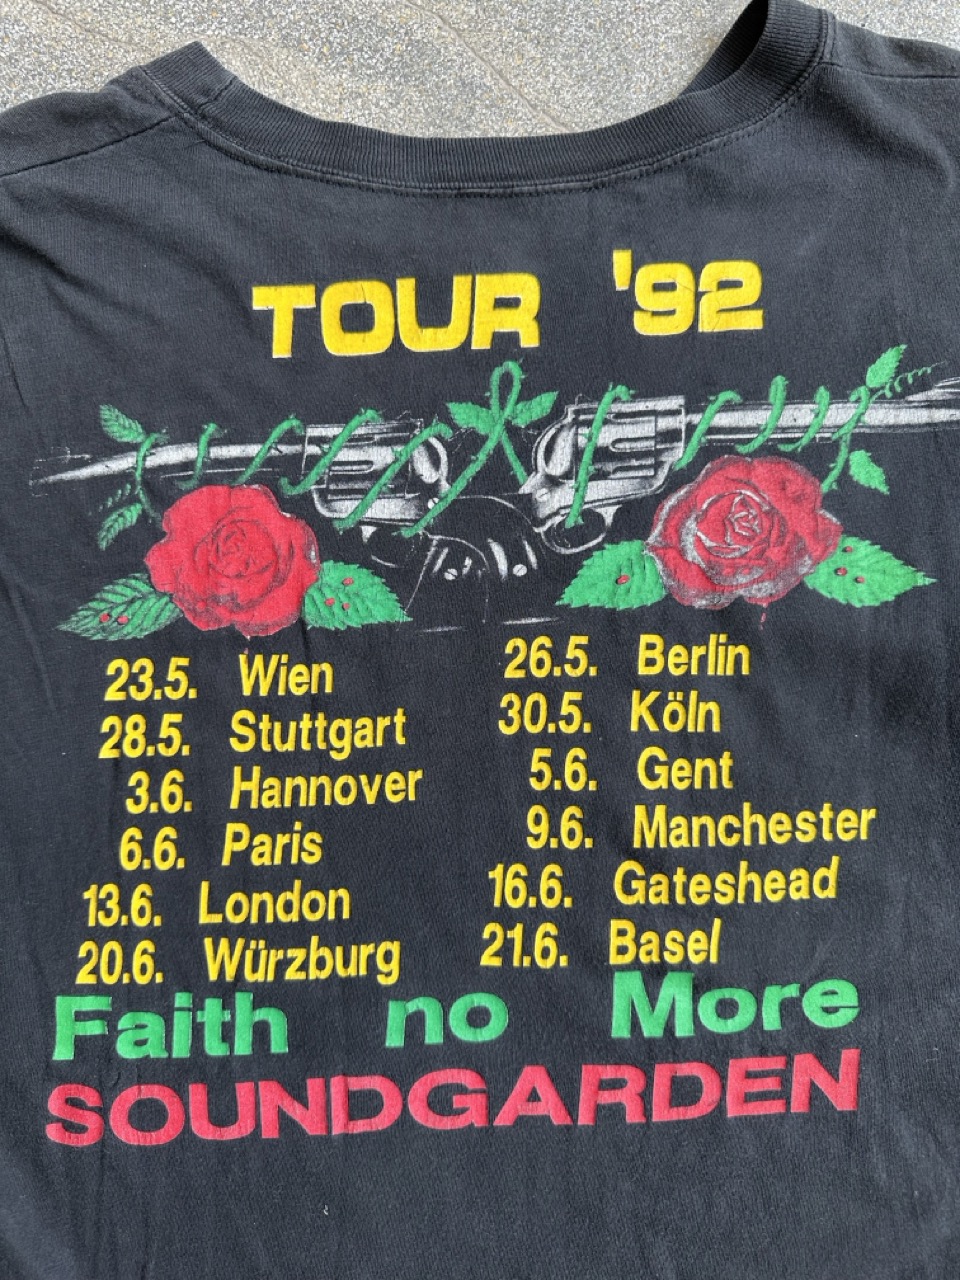 TOUR '92
23.5. Wien 26.5. Berlin
28.5. Stuttgart 30.5. Köln
3.6. Hannover 5.6. Gent
6.6. Paris 9.6. Manchester
13.6. London 16.6. Gateshead
20.6. Würzburg 21.6. Basel
Faith no More
SOUNDGARDEN